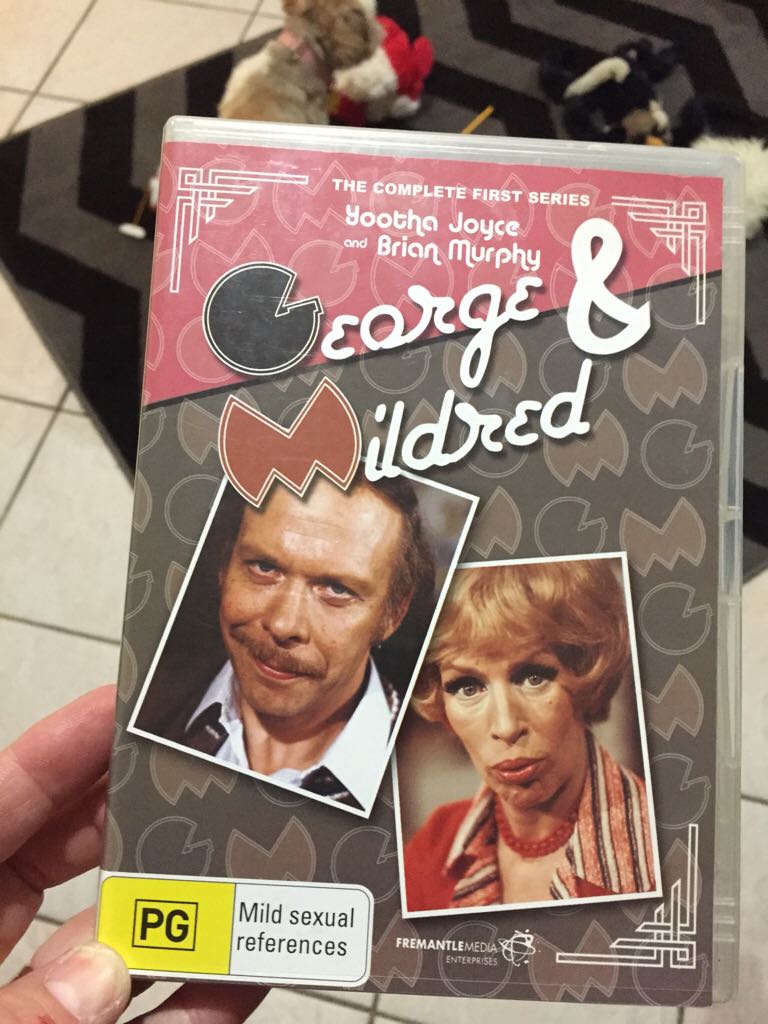 THE COMPLETE FIRST SERIES
Yootha Joyce
and Brian Murphy
George &
Mildred
PG
Mild sexual
references
FREMANTLEMEDIA
ENTERPRISES